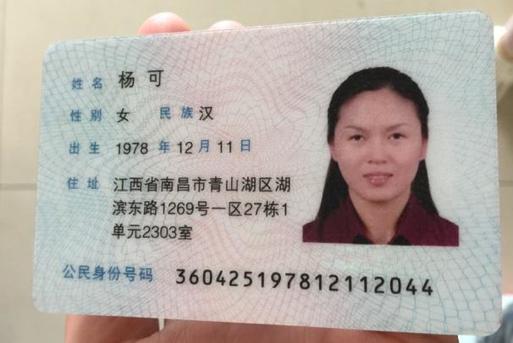 姓名 杨可
性别 女 民族 汉
出生 1978 年 12 月 11 日
住址 江西省南昌市青山湖区湖
滨东路1269号一区27栋1
单元2303室
公民身份号码 360425197812112044